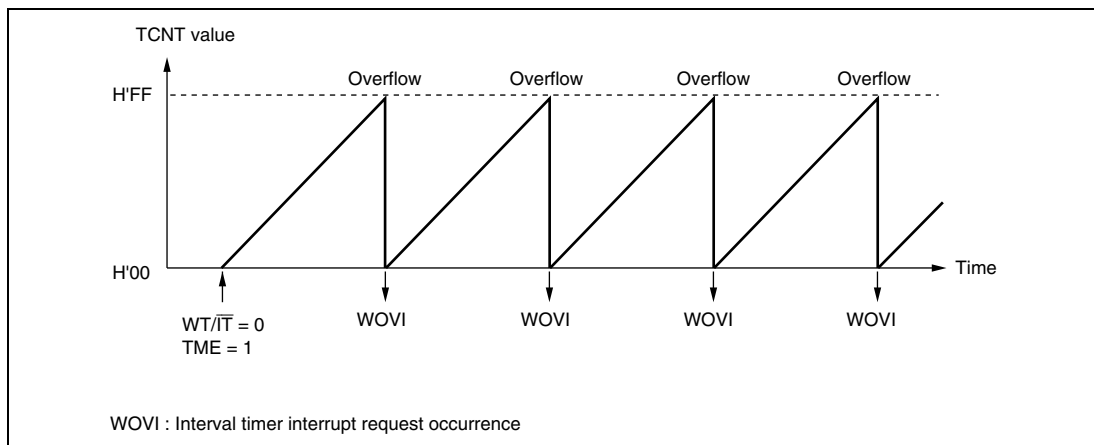 TCNT value
Overflow Overflow Overflow Overflow
H'FF
H'00
Time
WT/I̅T̅ = 0
TME = 1
WOVI WOVI WOVI WOVI
WOVI : Interval timer interrupt request occurrence